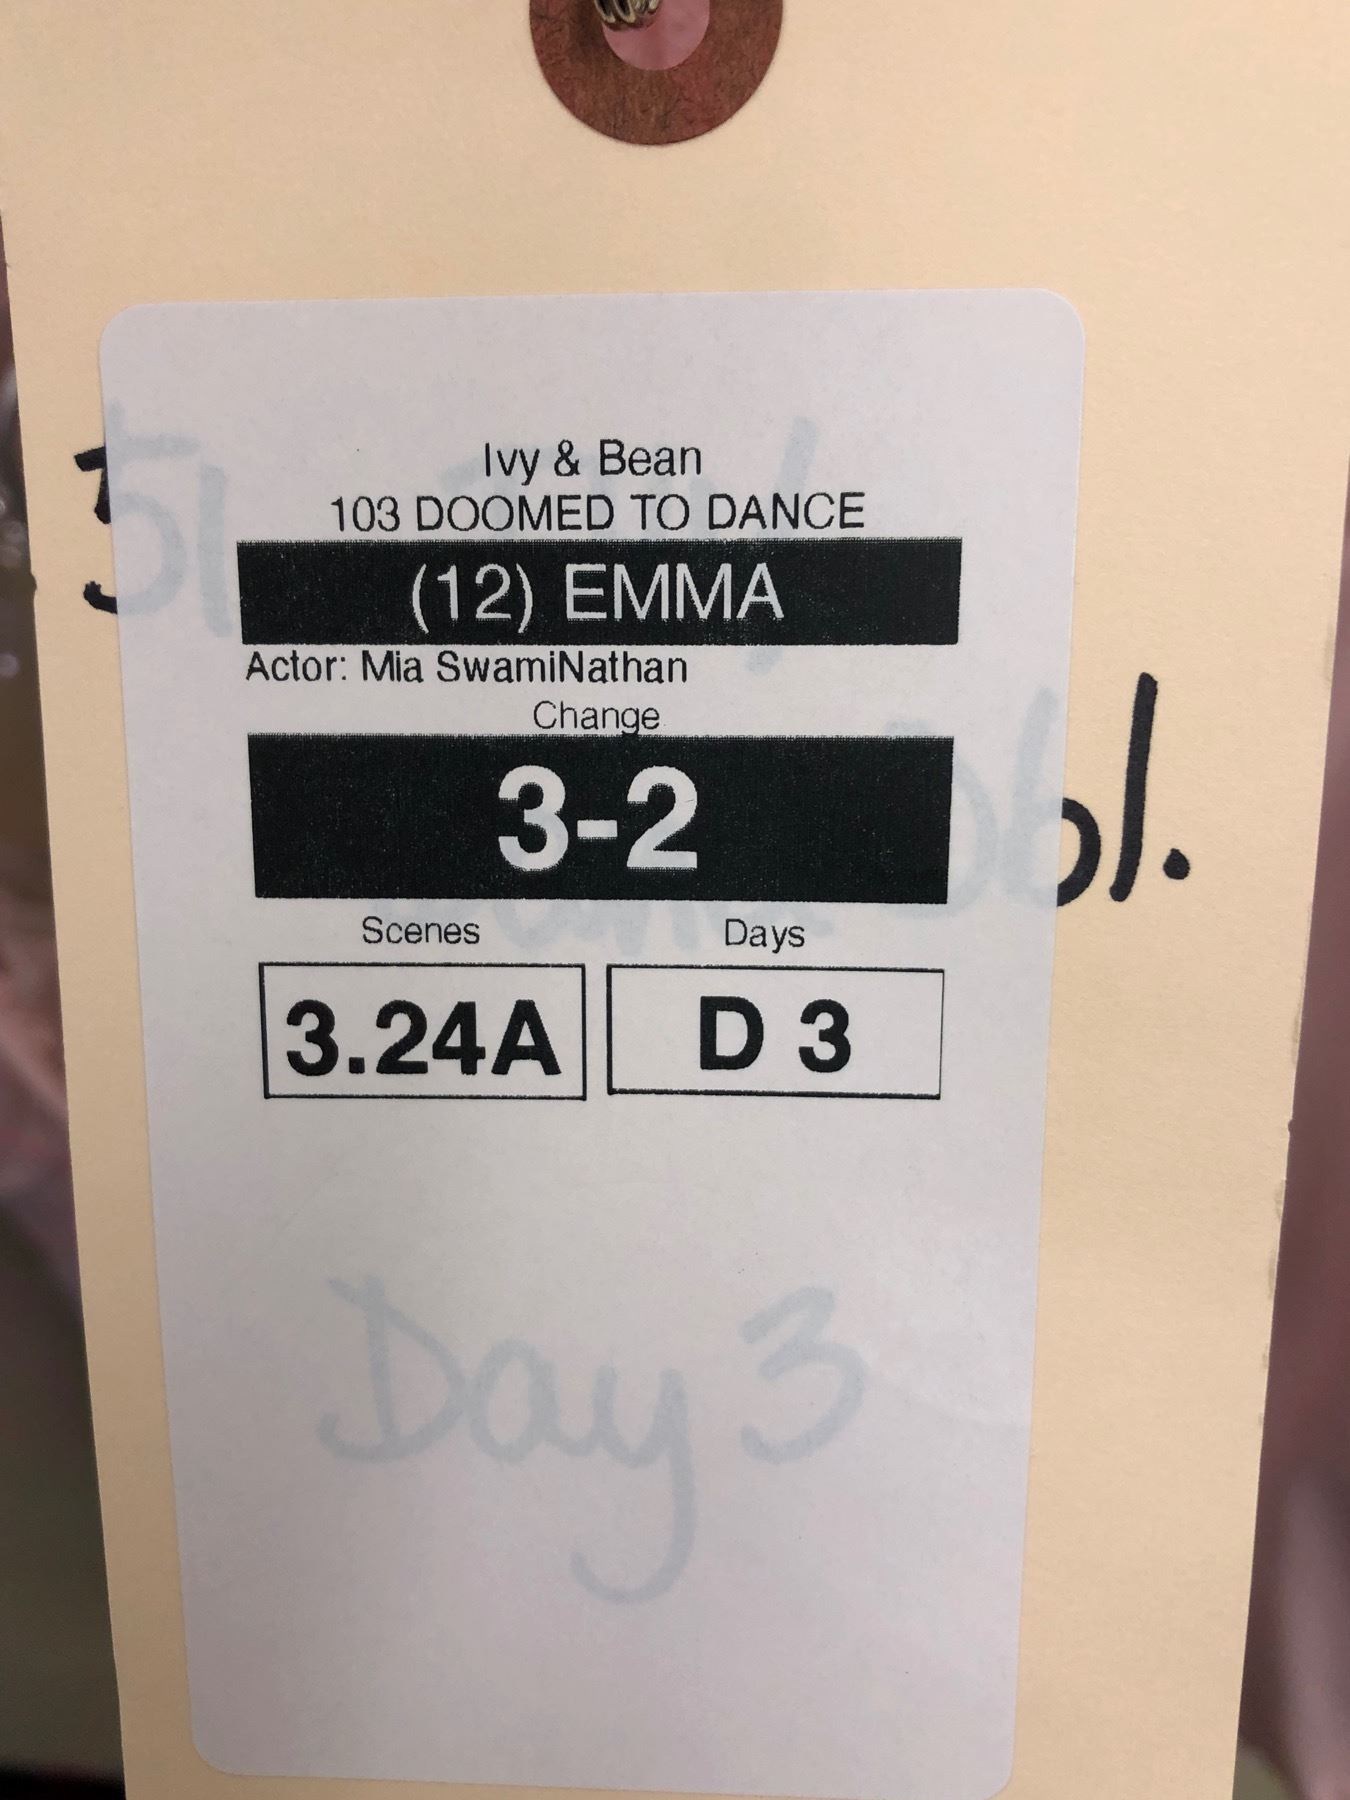 Ivy & Bean
103 DOOMED TO DANCE
(12) EMMA
Actor: Mia SwamiNathan
Change
3-2
Scenes Days
3.24A D 3
Day 3